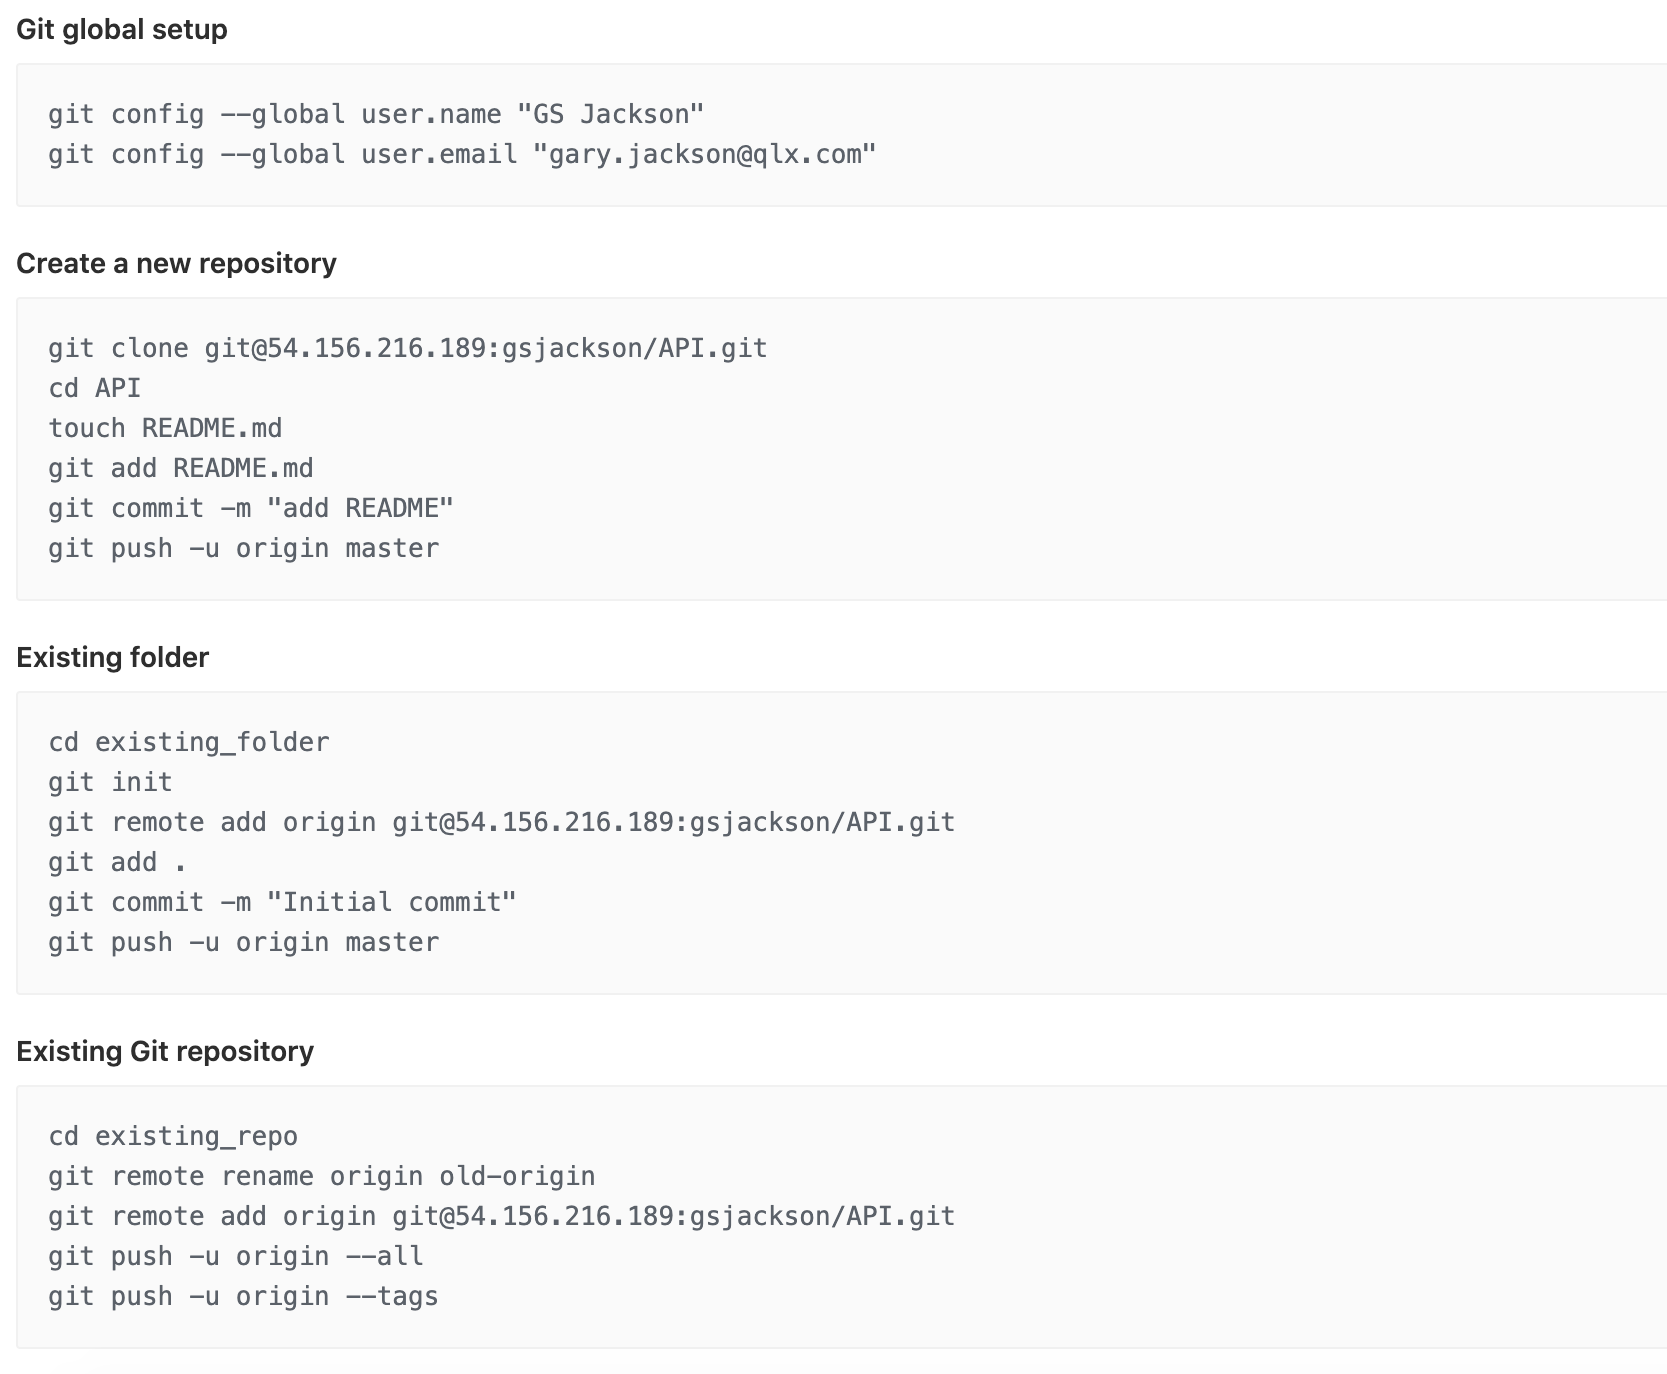 Git global setup
git config --global user.name "GS Jackson"
git config --global user.email "gary.jackson@qlx.com"
Create a new repository
git clone git@54.156.216.189:gsjackson/API.git
cd API
touch README.md
git add README.md
git commit -m "add README"
git push -u origin master
Existing folder
cd existing_folder
git init
git remote add origin git@54.156.216.189:gsjackson/API.git
git add .
git commit -m "Initial commit"
git push -u origin master
Existing Git repository
cd existing_repo
git remote rename origin old-origin
git remote add origin git@54.156.216.189:gsjackson/API.git
git push -u origin --all
git push -u origin --tags